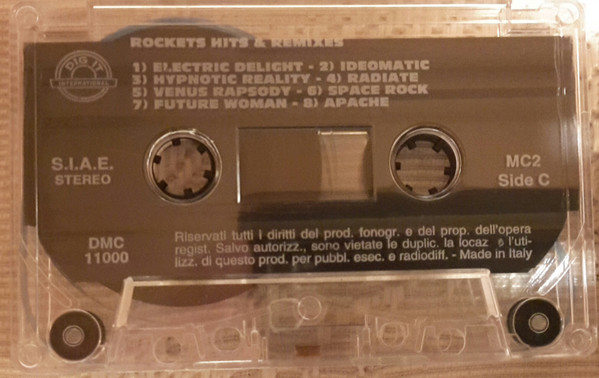 ROCKETS HITS & REMIXES
DIG IT
INTERNATIONAL
1) ELECTRIC DELIGHT - 2) IDEOMATIC
3) HYPNOTIC REALITY - 4) RADIATE
5) VENUS RAPSODY - 6) SPACE ROCK
7) FUTURE WOMAN - 8) APACHE
S.I.A.E.
STEREO
MC2
Side C
DMC
11000
Riservati tutti i diritti del prod. fonogr. e del prop. dell'opera
regist. Salvo autorizz., sono vietate le duplic. la locaz e l'uti-
lizz. di questo prod. per pubbl. esec. e radiodiff. - Made in Italy